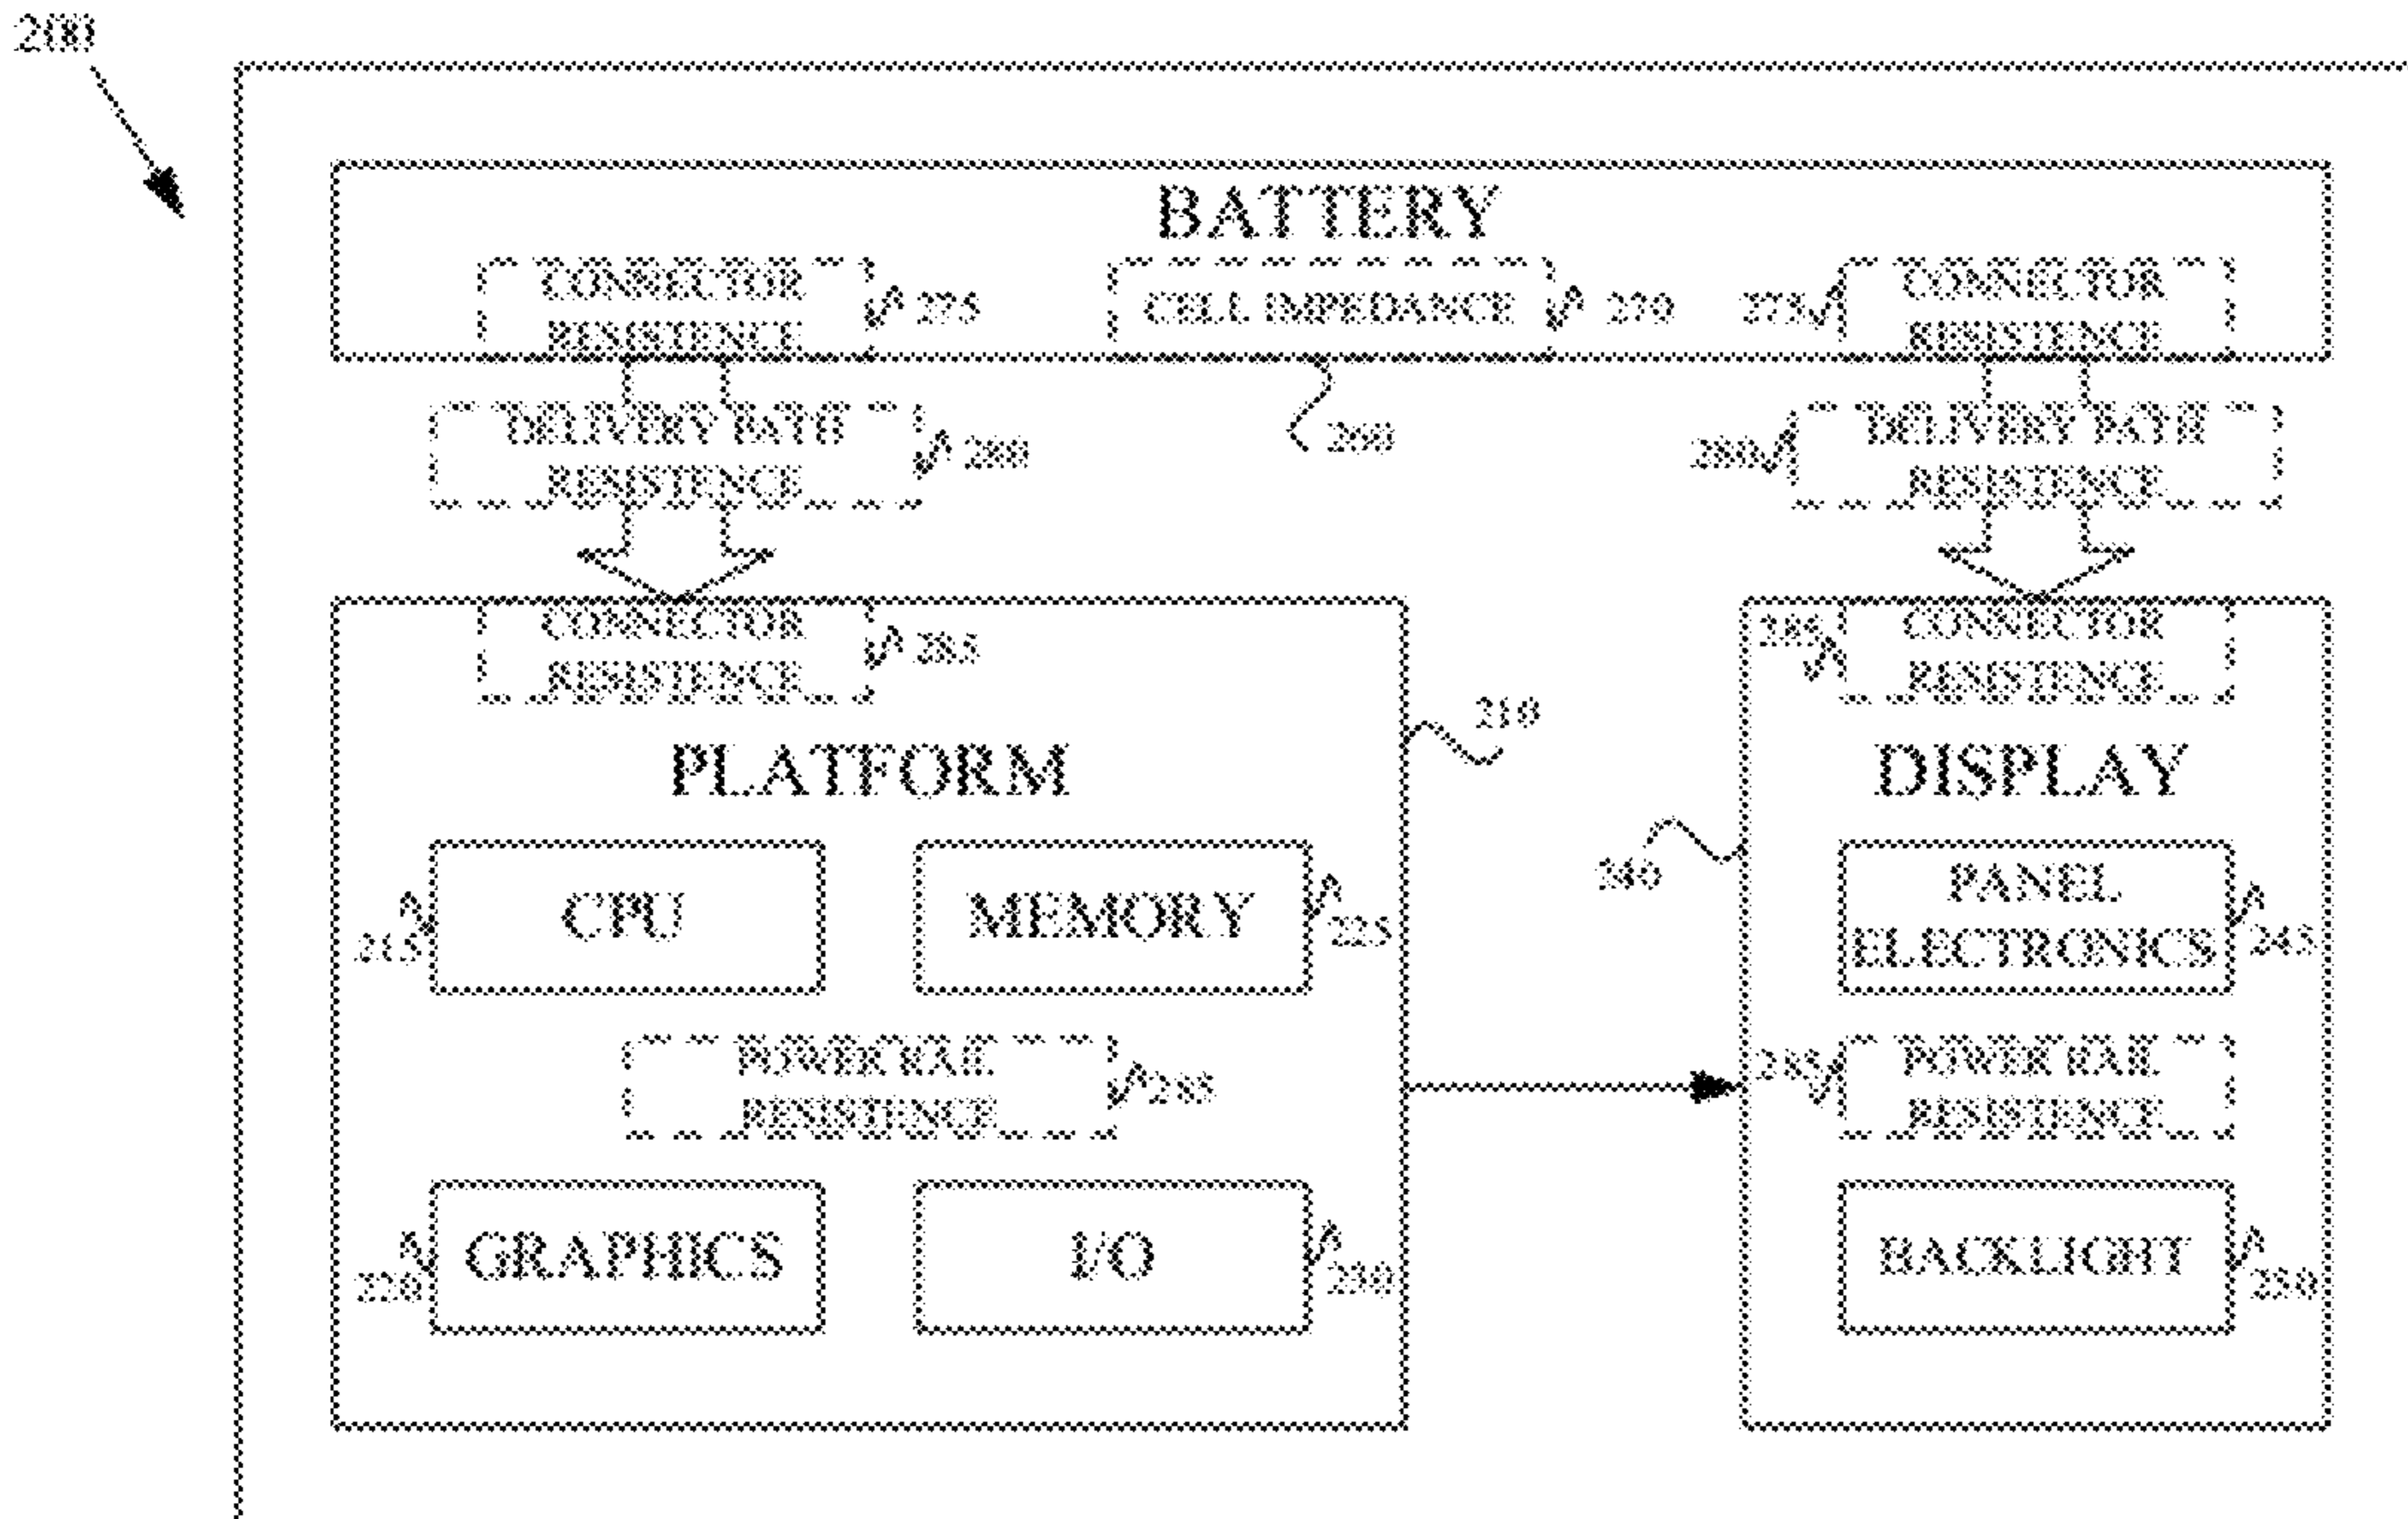 200
BATTERY
CONNECTOR
RESISTENCE
275
CELL IMPEDANCE
270
275
CONNECTOR
RESISTENCE
DELIVERY PATH
RESISTENCE
280
280
DELIVERY PATH
RESISTENCE
CONNECTOR
RESISTENCE
285
285
CONNECTOR
RESISTENCE
PLATFORM
210
DISPLAY
240
CPU
215
MEMORY
225
PANEL
ELECTRONICS
245
POWER RAIL
RESISTENCE
285
285
POWER RAIL
RESISTENCE
GRAPHICS
220
I/O
230
BACKLIGHT
250